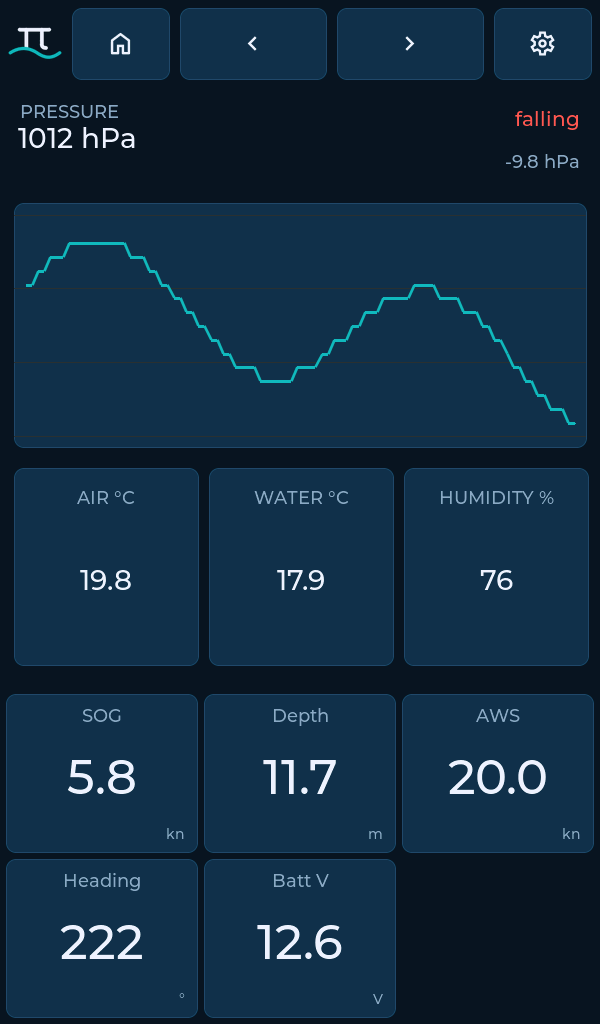 PRESSURE
1012 hPa
falling
-9.8 hPa
AIR °C
WATER °C
HUMIDITY %
19.8
17.9
76
SOG
Depth
AWS
5.8
11.7
20.0
kn
m
kn
Heading
Batt V
222
12.6
°
V